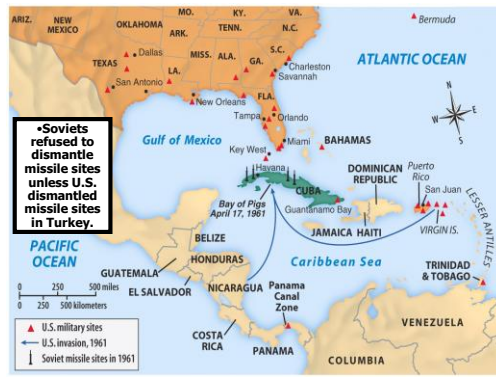 ARIZ.
NEW
MEXICO
OKLAHOMA
MO.
KY.
VA.
ARK.
TENN.
N.C.
Bermuda
Dallas
TEXAS
MISS.
ALA.
GA.
S.C.
LA.
Charleston
Savannah
San Antonio
New Orleans
FLA.
ATLANTIC OCEAN
N
W
E
S
Tampa
Orlando
•Soviets
refused to
dismantle
missile sites
unless U.S.
dismantled
missile sites
in Turkey.
Gulf of Mexico
Miami
Key West
BAHAMAS
Havana
CUBA
DOMINICAN
REPUBLIC
Puerto
Rico
San Juan
Bay of Pigs
April 17, 1961
Guantanamo Bay
JAMAICA
HAITI
VIRGIN IS.
LESSER ANTILLES
PACIFIC
OCEAN
BELIZE
HONDURAS
Caribbean Sea
GUATEMALA
EL SALVADOR
NICARAGUA
Panama
Canal
Zone
TRINIDAD
& TOBAGO
0 250 500 miles
0 250 500 kilometers
COSTA
RICA
PANAMA
VENEZUELA
COLUMBIA
U.S. military sites
U.S. invasion, 1961
Soviet missile sites in 1961